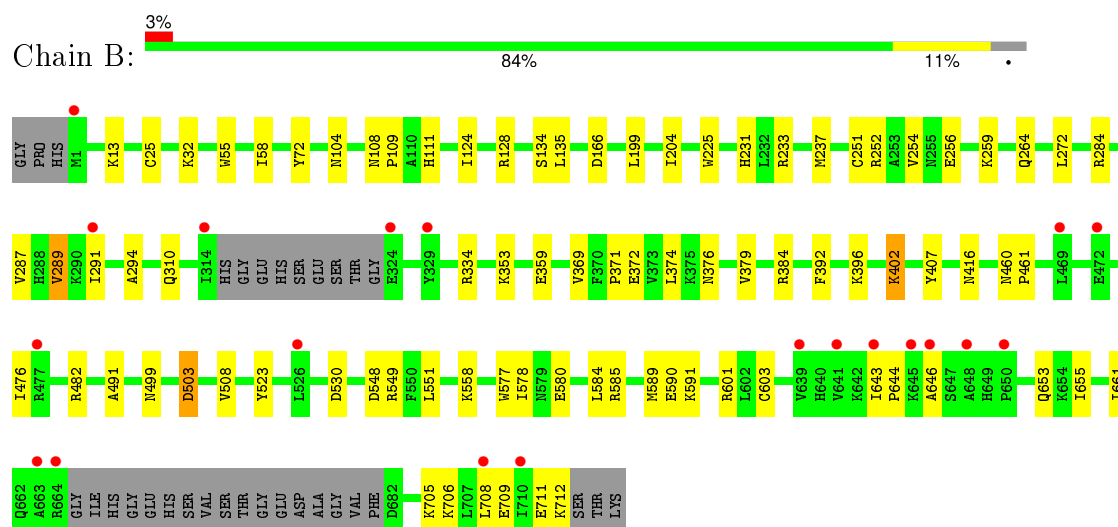 3%
Chain B:
84% 11% •
GLY PRO HIS M1 K13 C25 K32 W55 I58 Y72 N104 N108 P109 A110 H111 I124 R128 S134 L135 D166 L199 I204 W225 H231 L232 R233 M237 C251 R252 A253 V254 N255 E256 K259 Q264 L272 R284
V287 H288 V289 K290 I291 A294 Q310 I314 HIS GLY GLU HIS SER GLU SER THR GLY E324 Y329 R334 K353 E359 V369 F370 P371 E372 V373 L374 K375 N376 V379 R384 F392 K396 K402 Y407 N416 N460 P461 L469 E472
I476 R477 R482 A491 N499 D503 V508 Y523 L526 D530 D548 R549 F550 L551 K558 W577 I578 N579 E580 L584 R585 M589 E590 K591 R601 L602 C603 V639 H640 V641 K642 I643 P644 K645 A646 S647 A648 H649 P650 Q653 K654 I655 I661
Q662 A663 R664 GLY ILE HIS GLY GLU HIS SER VAL SER THR GLY GLU ASP ALA GLY VAL PHE D682 K705 K706 L707 L708 E709 I710 E711 K712 SER THR LYS